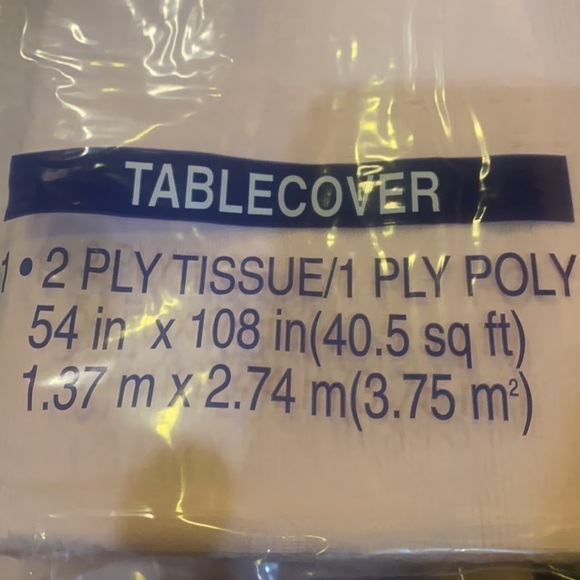 TABLECOVER
1 • 2 PLY TISSUE/1 PLY POLY
54 in x 108 in(40.5 sq ft)
1.37 m x 2.74 m(3.75 m²)